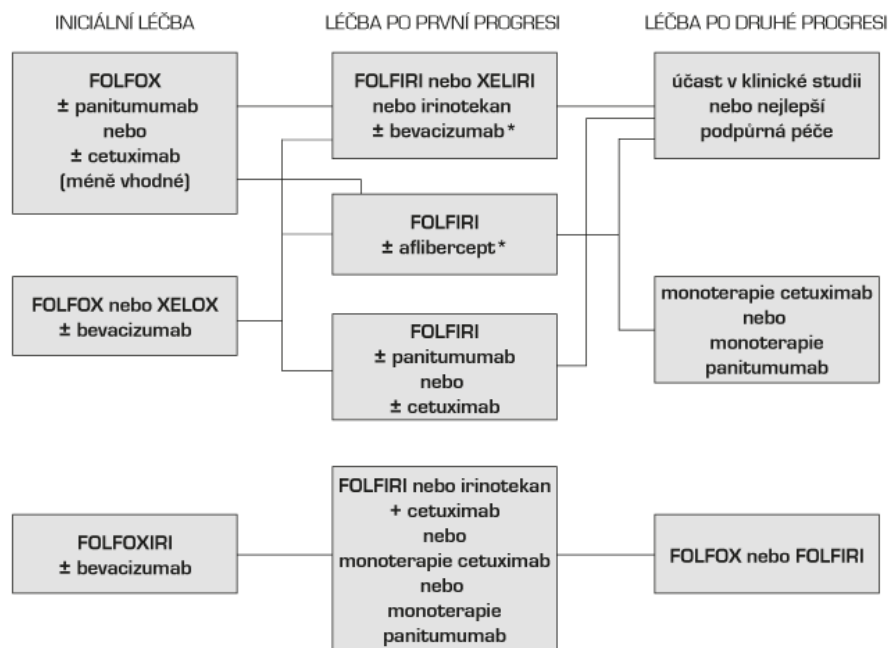 INICIÁLNÍ LÉČBA
LÉČBA PO PRVNÍ PROGRESI
LÉČBA PO DRUHÉ PROGRESI
FOLFOX
± panitumumab
nebo
± cetuximab
(méně vhodné)
FOLFIRI nebo XELIRI
nebo irinotekan
± bevacizumab*
účast v klinické studii
nebo nejlepší
podpůrná péče
FOLFIRI
± aflibercept*
FOLFOX nebo XELOX
± bevacizumab
FOLFIRI
± panitumumab
nebo
± cetuximab
monoterapie cetuximab
nebo
monoterapie
panitumumab
FOLFOXIRI
± bevacizumab
FOLFIRI nebo irinotekan
+ cetuximab
nebo
monoterapie cetuximab
nebo
monoterapie
panitumumab
FOLFOX nebo FOLFIRI